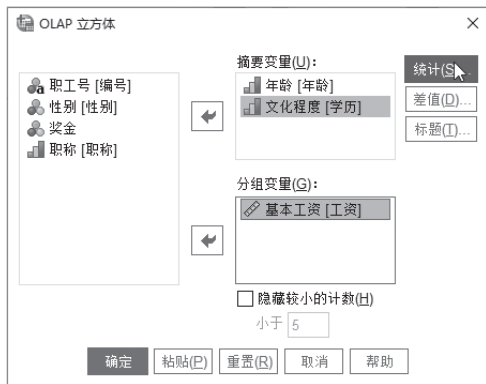 OLAP 立方体
职工号 [编号]
性别 [性别]
奖金
职称 [职称]
摘要变量(U):
年龄 [年龄]
文化程度 [学历]
分组变量(G):
基本工资 [工资]
隐藏较小的计数(H)
小于 5
统计(S)...
差值(D)...
标题(T)...
确定 粘贴(P) 重置(R) 取消 帮助